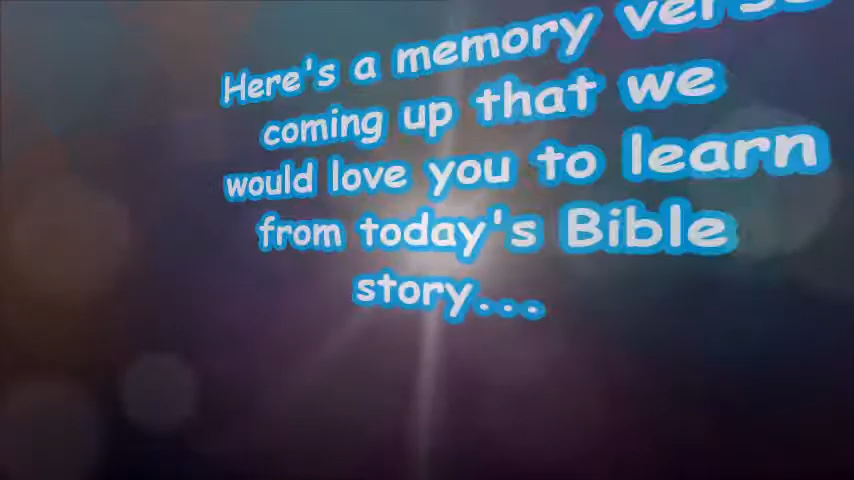 Here's a memory verse
coming up that we
would love you to learn
from today's Bible
story...